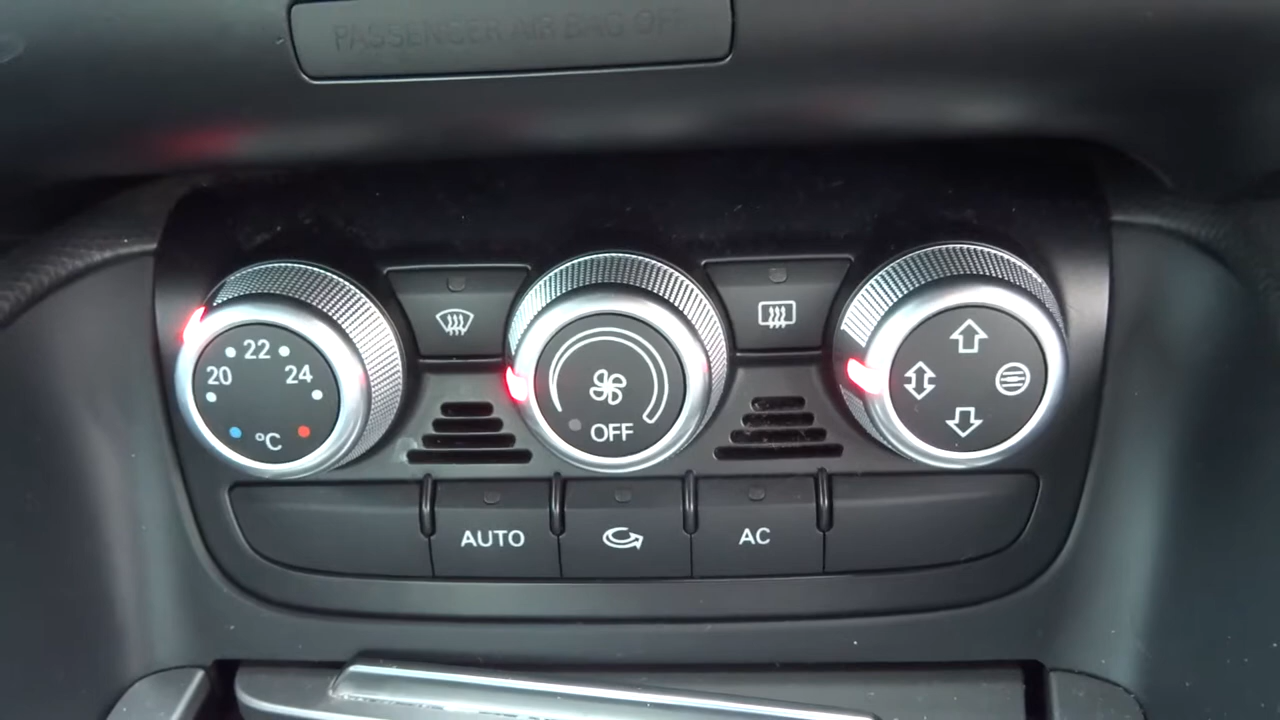 PASSENGER AIR BAG OFF
22
20 24
°C
OFF
AUTO
AC